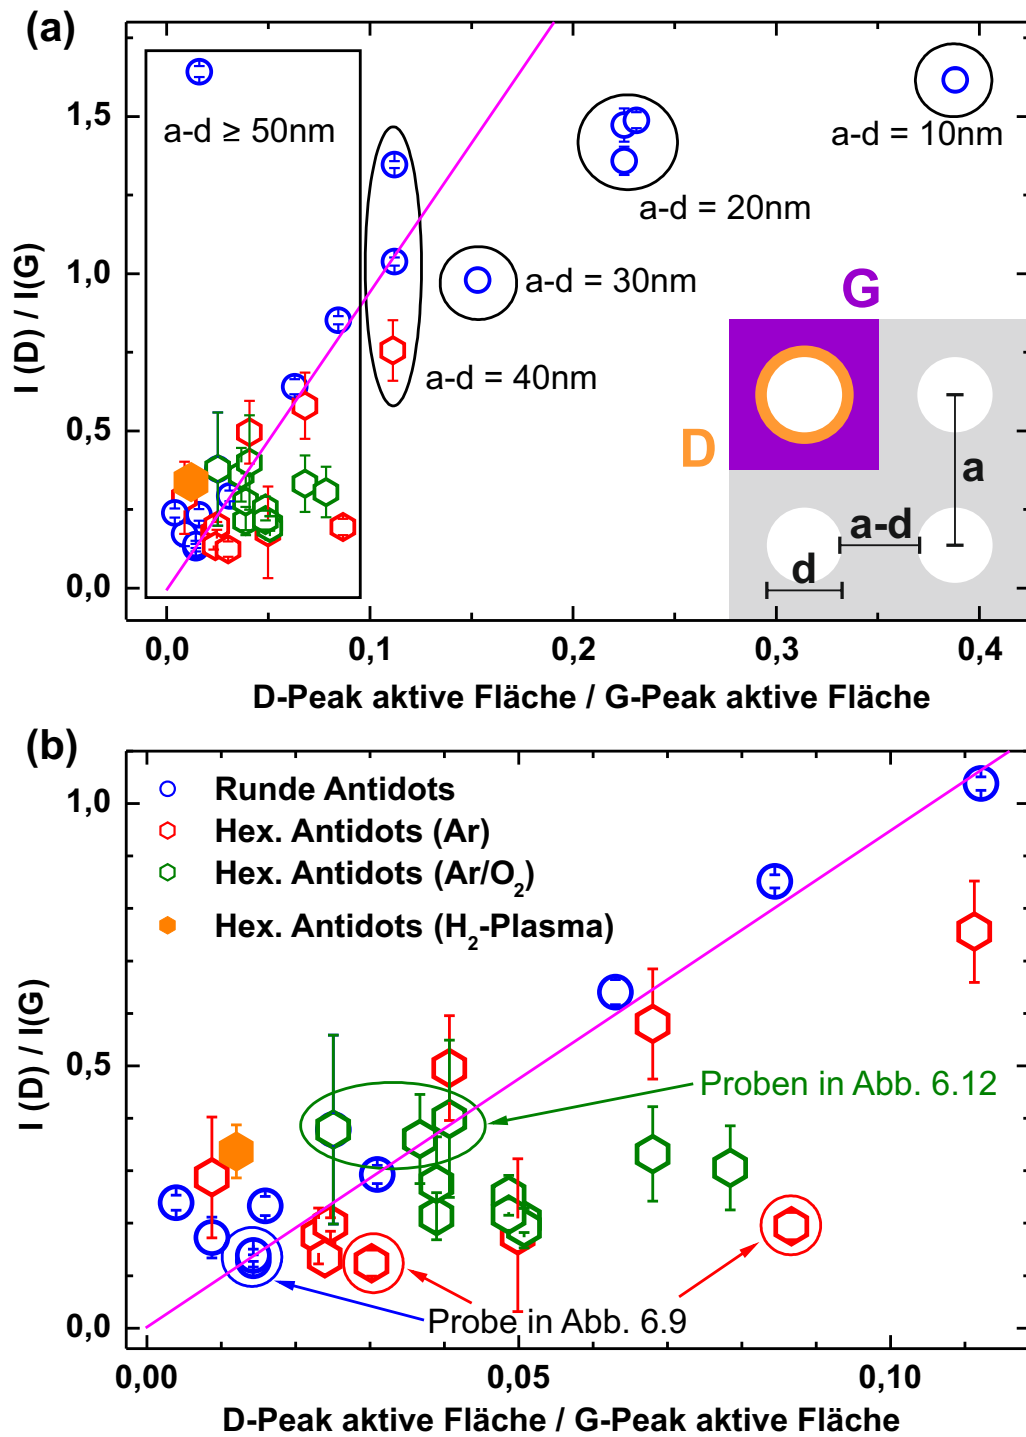 (a)
I (D) / I(G)
1,5
1,0
0,5
0,0
a-d ≥ 50nm
a-d = 10nm
a-d = 20nm
a-d = 30nm
a-d = 40nm
G
D
a
a-d
d
0,0 0,1 0,2 0,3 0,4
D-Peak aktive Fläche / G-Peak aktive Fläche
(b)
I (D) / I(G)
1,0
0,5
0,0
Runde Antidots
Hex. Antidots (Ar)
Hex. Antidots (Ar/O₂)
Hex. Antidots (H₂-Plasma)
Proben in Abb. 6.12
Probe in Abb. 6.9
0,00 0,05 0,10
D-Peak aktive Fläche / G-Peak aktive Fläche